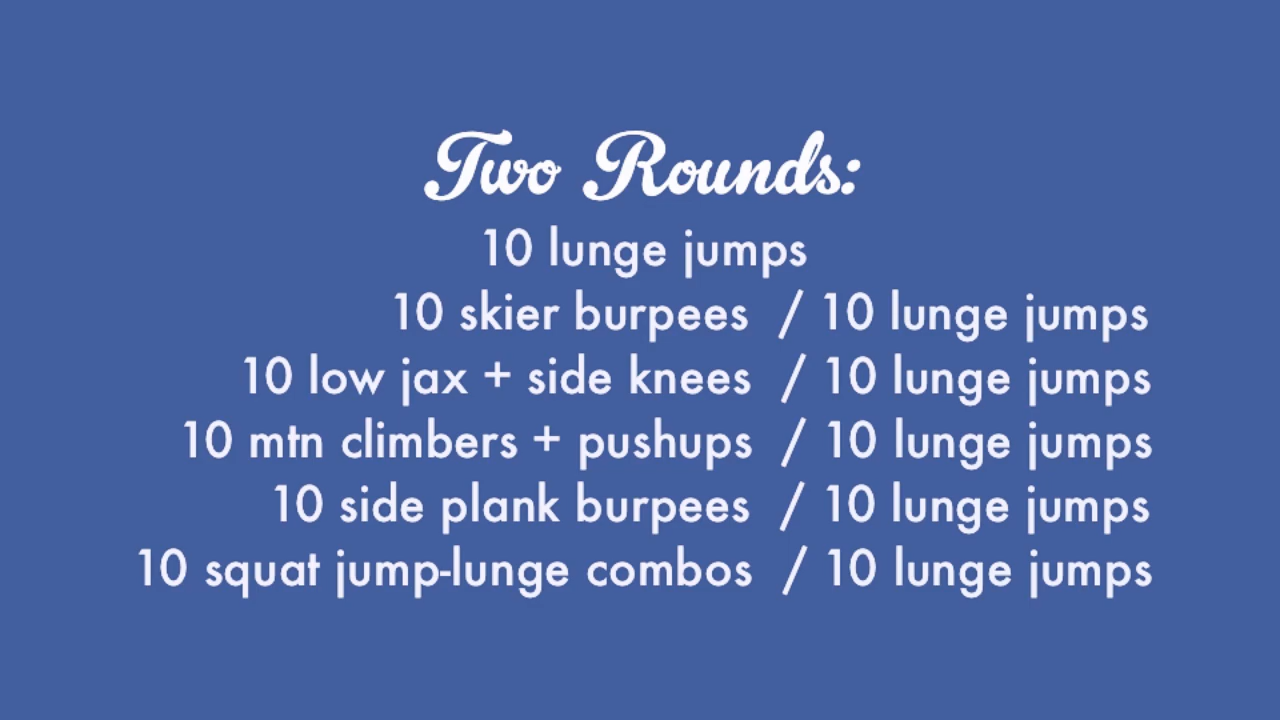 Two Rounds:
10 lunge jumps
10 skier burpees / 10 lunge jumps
10 low jax + side knees / 10 lunge jumps
10 mtn climbers + pushups / 10 lunge jumps
10 side plank burpees / 10 lunge jumps
10 squat jump-lunge combos / 10 lunge jumps